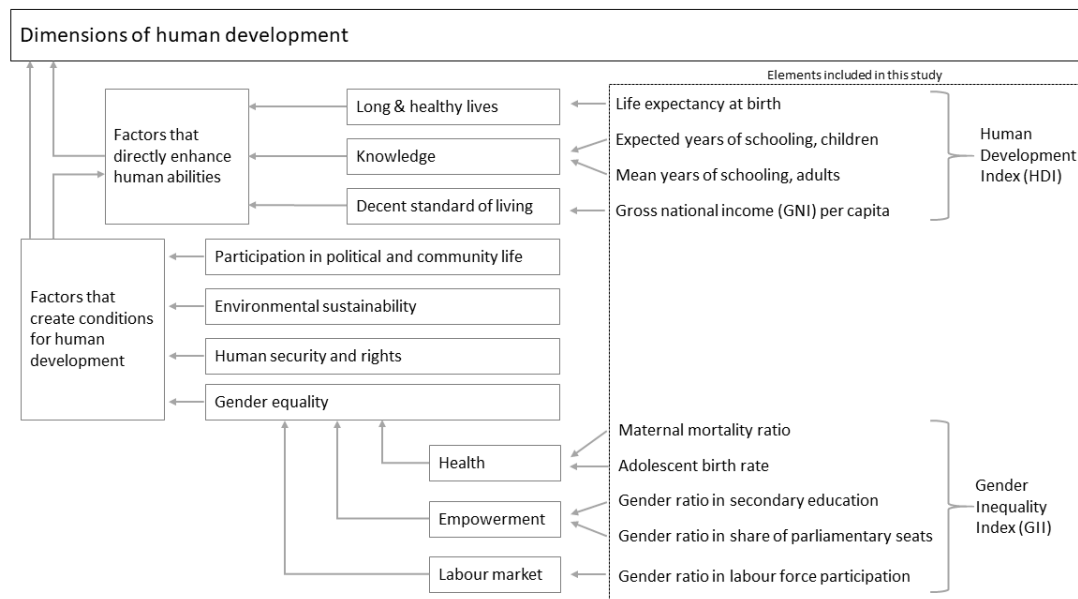 Dimensions of human development
Elements included in this study
Factors that
directly enhance
human abilities
Long & healthy lives
Knowledge
Decent standard of living
Life expectancy at birth
Expected years of schooling, children
Mean years of schooling, adults
Gross national income (GNI) per capita
Human
Development
Index (HDI)
Factors that
create conditions
for human
development
Participation in political and community life
Environmental sustainability
Human security and rights
Gender equality
Health
Empowerment
Labour market
Maternal mortality ratio
Adolescent birth rate
Gender ratio in secondary education
Gender ratio in share of parliamentary seats
Gender ratio in labour force participation
Gender
Inequality
Index (GII)